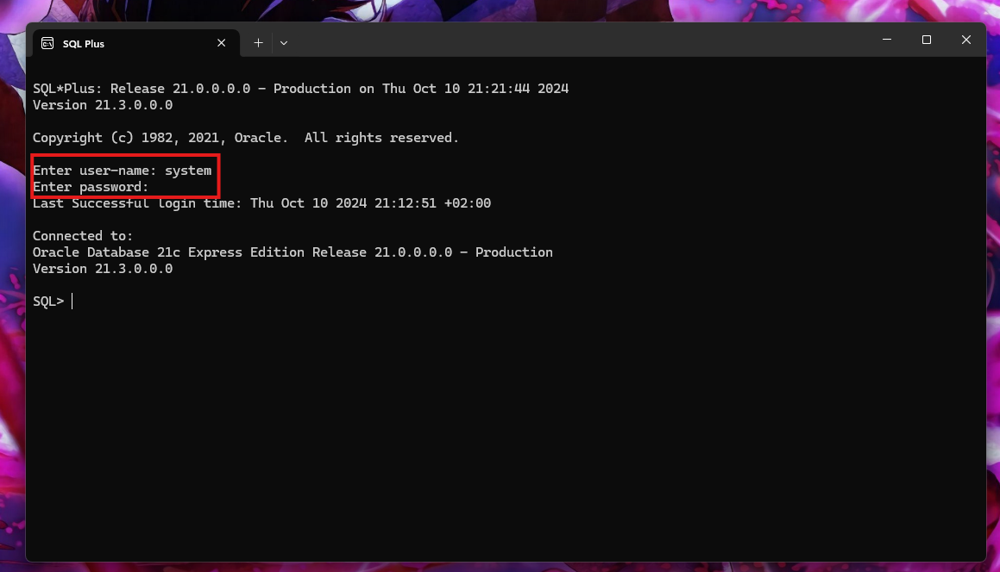 SQL Plus
SQL*Plus: Release 21.0.0.0.0 - Production on Thu Oct 10 21:21:44 2024
Version 21.3.0.0.0
Copyright (c) 1982, 2021, Oracle.  All rights reserved.
Enter user-name: system
Enter password:
Last Successful login time: Thu Oct 10 2024 21:12:51 +02:00
Connected to:
Oracle Database 21c Express Edition Release 21.0.0.0.0 - Production
Version 21.3.0.0.0
SQL>